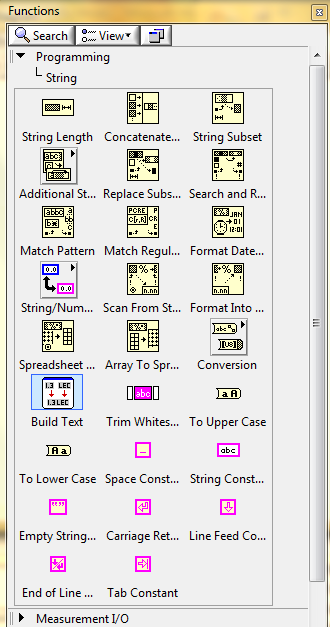 Functions
Search View
Programming
String
String Length Concatenate... String Subset
Additional St... Replace Subs... Search and R...
Match Pattern Match Regul... Format Date...
String/Num... Scan From St... Format Into ...
Spreadsheet ... Array To Spr... Conversion
Build Text Trim Whites... To Upper Case
To Lower Case Space Const... String Const...
Empty String... Carriage Ret... Line Feed Co...
End of Line ... Tab Constant
Measurement I/O